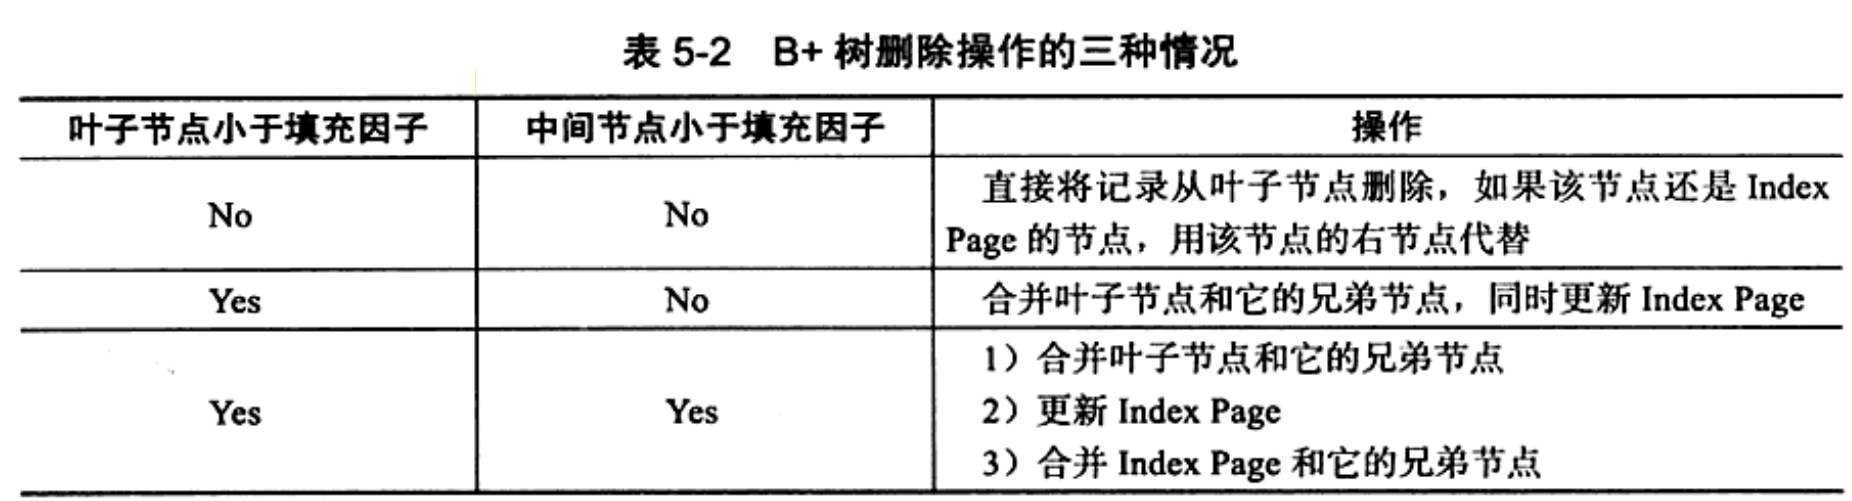 表 5-2 B+ 树删除操作的三种情况
叶子节点小于填充因子 中间节点小于填充因子 操作
No No 直接将记录从叶子节点删除，如果该节点还是 Index
Page 的节点，用该节点的右节点代替
Yes No 合并叶子节点和它的兄弟节点，同时更新 Index Page
1）合并叶子节点和它的兄弟节点
Yes Yes 2）更新 Index Page
3）合并 Index Page 和它的兄弟节点